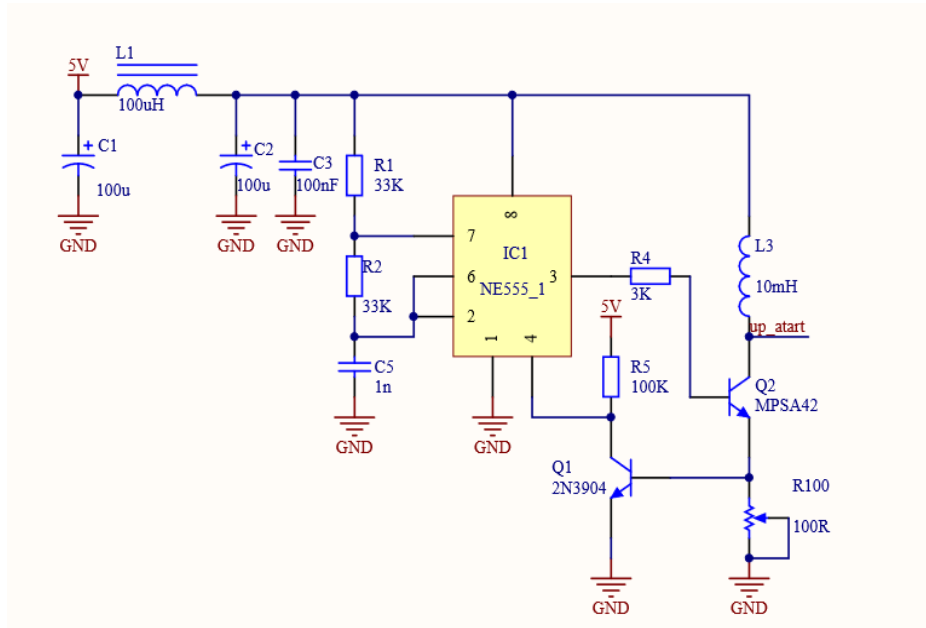 L1
5V
100uH
+ C1
100u
+ C2
100u
C3
100nF
R1
33K
GND
GND
GND
8
7
IC1
R2
6
3
NE555_1
33K
2
1
4
C5
1n
GND
GND
R4
3K
5V
R5
100K
L3
10mH
up_atart
Q2
MPSA42
Q1
2N3904
R100
100R
GND
GND